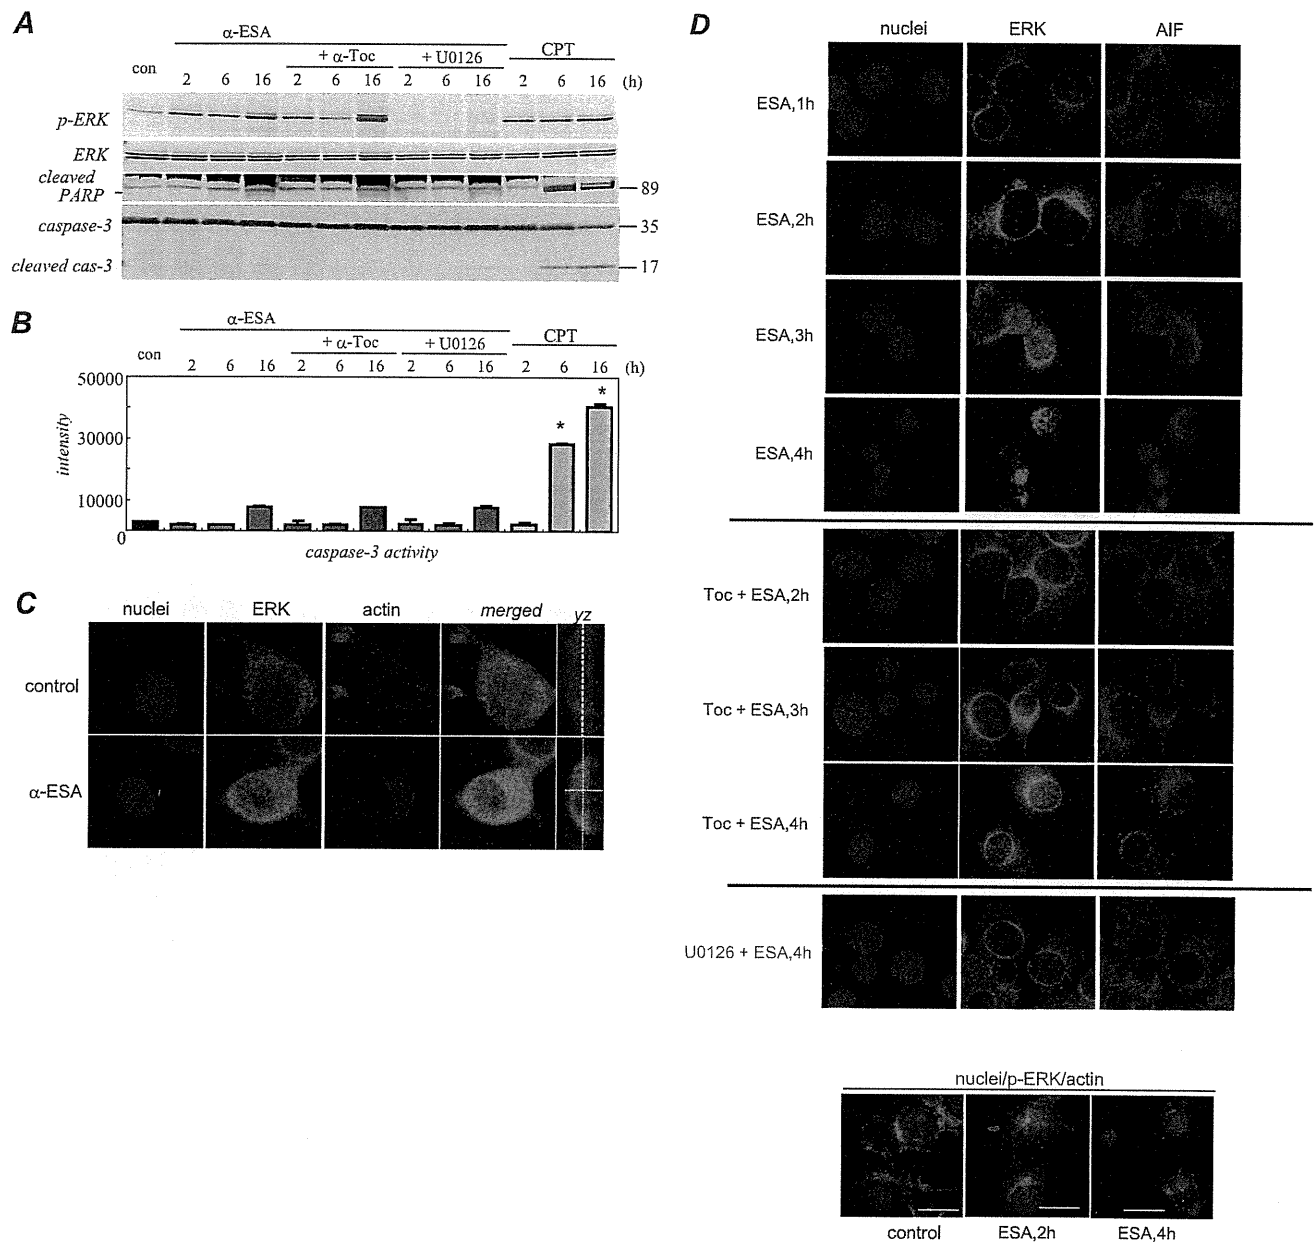 A
α-ESA
+ α-Toc
+ U0126
CPT
con
2 6 16 2 6 16 2 6 16 2 6 16 (h)
p-ERK
ERK
cleaved
PARP
89
caspase-3
35
cleaved cas-3
17
B
α-ESA
+ α-Toc
+ U0126
CPT
con
2 6 16 2 6 16 2 6 16 2 6 16 (h)
50000
30000
10000
0
intensity
* *
caspase-3 activity
C
nuclei ERK actin merged yz
control
α-ESA
D
nuclei ERK AIF
ESA,1h
ESA,2h
ESA,3h
ESA,4h
Toc + ESA,2h
Toc + ESA,3h
Toc + ESA,4h
U0126 + ESA,4h
nuclei/p-ERK/actin
control ESA,2h ESA,4h